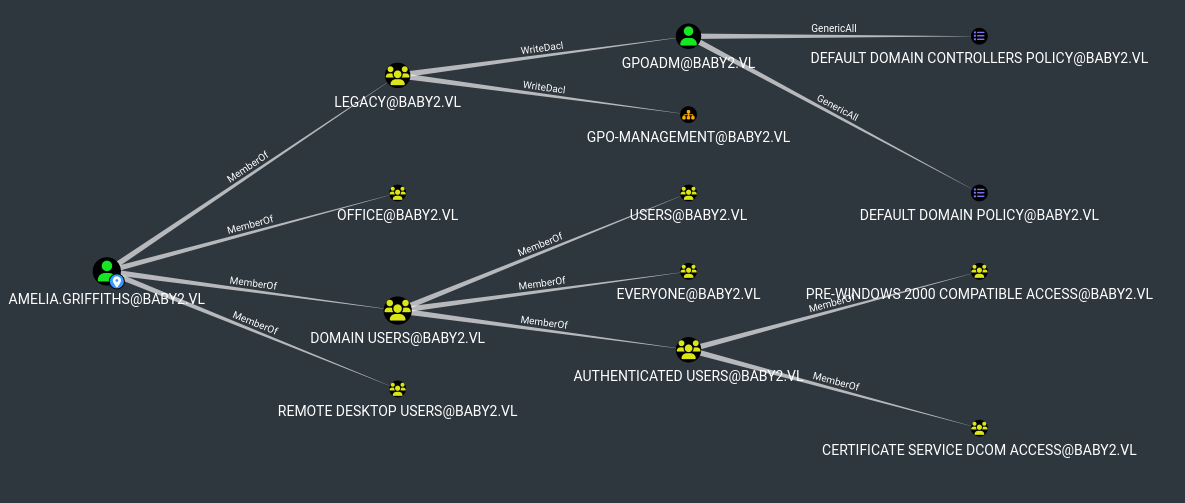 GenericAll
WriteDacl
GPOADM@BABY2.VL
DEFAULT DOMAIN CONTROLLERS POLICY@BABY2.VL
WriteDacl
LEGACY@BABY2.VL
GenericAll
GPO-MANAGEMENT@BABY2.VL
MemberOf
MemberOf
OFFICE@BABY2.VL
USERS@BABY2.VL
DEFAULT DOMAIN POLICY@BABY2.VL
MemberOf
MemberOf
MemberOf
AMELIA.GRIFFITHS@BABY2.VL
EVERYONE@BABY2.VL
PRE-WINDOWS 2000 COMPATIBLE ACCESS@BABY2.VL
MemberOf
MemberOf
MemberOf
DOMAIN USERS@BABY2.VL
AUTHENTICATED USERS@BABY2.VL
MemberOf
REMOTE DESKTOP USERS@BABY2.VL
CERTIFICATE SERVICE DCOM ACCESS@BABY2.VL